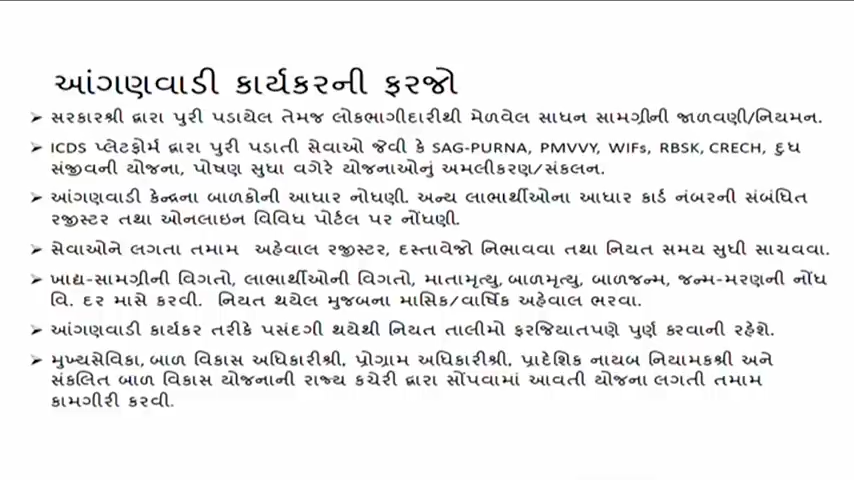 આંગણવાડી કાર્યકરની ફરજો
➢ સરકારશ્રી દ્વારા પુરી પડાયેલ તેમજ લોકભાગીદારીથી મેળવેલ સાધન સામગ્રીની જાળવણી/નિયમન.
➢ ICDS પ્લેટફોર્મ દ્વારા પુરી પડાતી સેવાઓ જેવી કે SAG-PURNA, PMVVY, WIFs, RBSK, CRECH, દુધ
સંજીવની યોજના, પોષણ સુધા વગેરે યોજનાઓનું અમલીકરણ/સંકલન.
➢ આંગણવાડી કેન્દ્રના બાળકોની આધાર નોધણી. અન્ય લાભાર્થીઓના આધાર કાર્ડ નંબરની સંબંધિત
રજીસ્ટર તથા ઓનલાઇન વિવિધ પોર્ટલ પર નોંધણી.
➢ સેવાઓને લગતા તમામ અહેવાલ રજીસ્ટર, દસ્તાવેજો નિભાવવા તથા નિયત સમય સુધી સાચવવા.
➢ ખાદ્ય-સામગ્રીની વિગતો, લાભાર્થીઓની વિગતો, માતામૃત્યુ, બાળમૃત્યુ, બાળજન્મ, જન્મ-મરણની નોંધ
વિ. દર માસે કરવી. નિયત થયેલ મુજબના માસિક/વાર્ષિક અહેવાલ ભરવા.
➢ આંગણવાડી કાર્યકર તરીકે પસંદગી થયેથી નિયત તાલીમો ફરજિયાતપણે પુર્ણ કરવાની રહેશે.
➢ મુખ્યસેવિકા, બાળ વિકાસ અધિકારીશ્રી, પ્રોગ્રામ અધિકારીશ્રી, પ્રાદેશિક નાયબ નિયામકશ્રી અને
સંકલિત બાળ વિકાસ યોજનાની રાજ્ય કચેરી દ્વારા સોંપવામાં આવતી યોજના લગતી તમામ
કામગીરી કરવી.